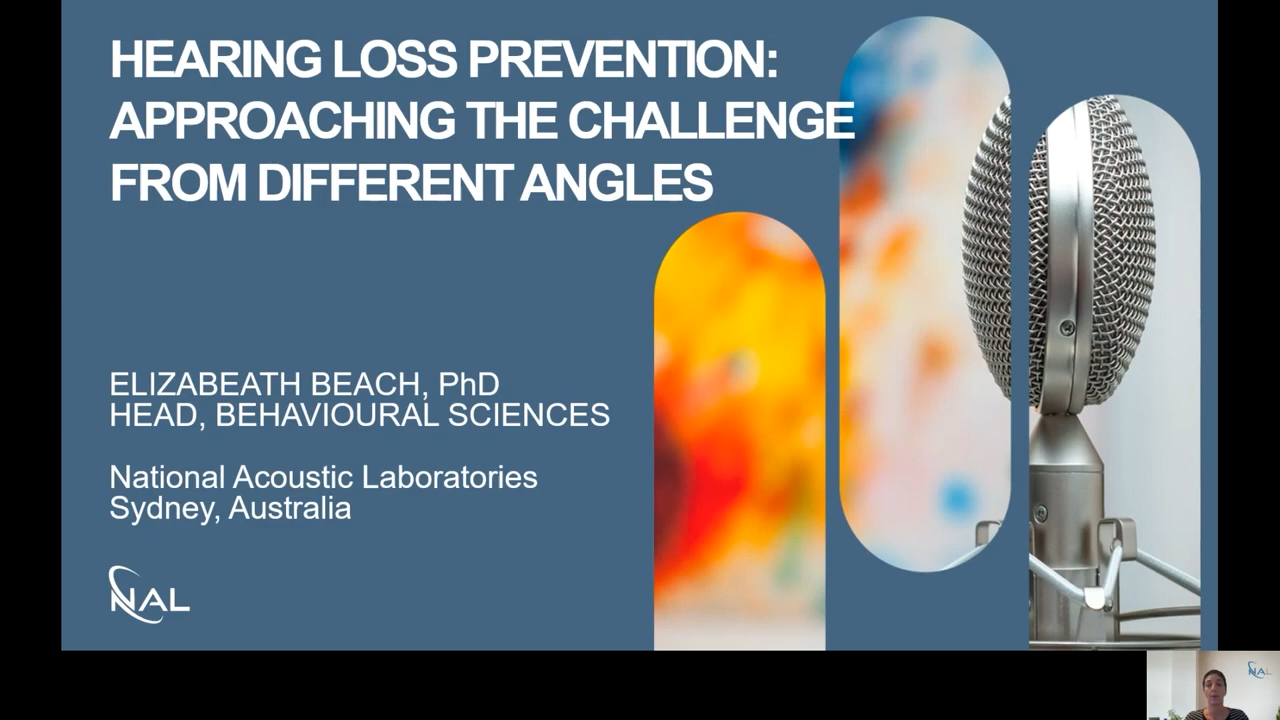 HEARING LOSS PREVENTION:
APPROACHING THE CHALLENGE
FROM DIFFERENT ANGLES
ELIZABEATH BEACH, PhD
HEAD, BEHAVIOURAL SCIENCES
National Acoustic Laboratories
Sydney, Australia
NAL
NAL